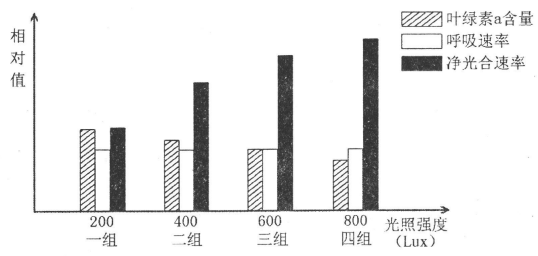 相对值
叶绿素a含量
呼吸速率
净光合速率
200 400 600 800 光照强度
一组 二组 三组 四组 (Lux)